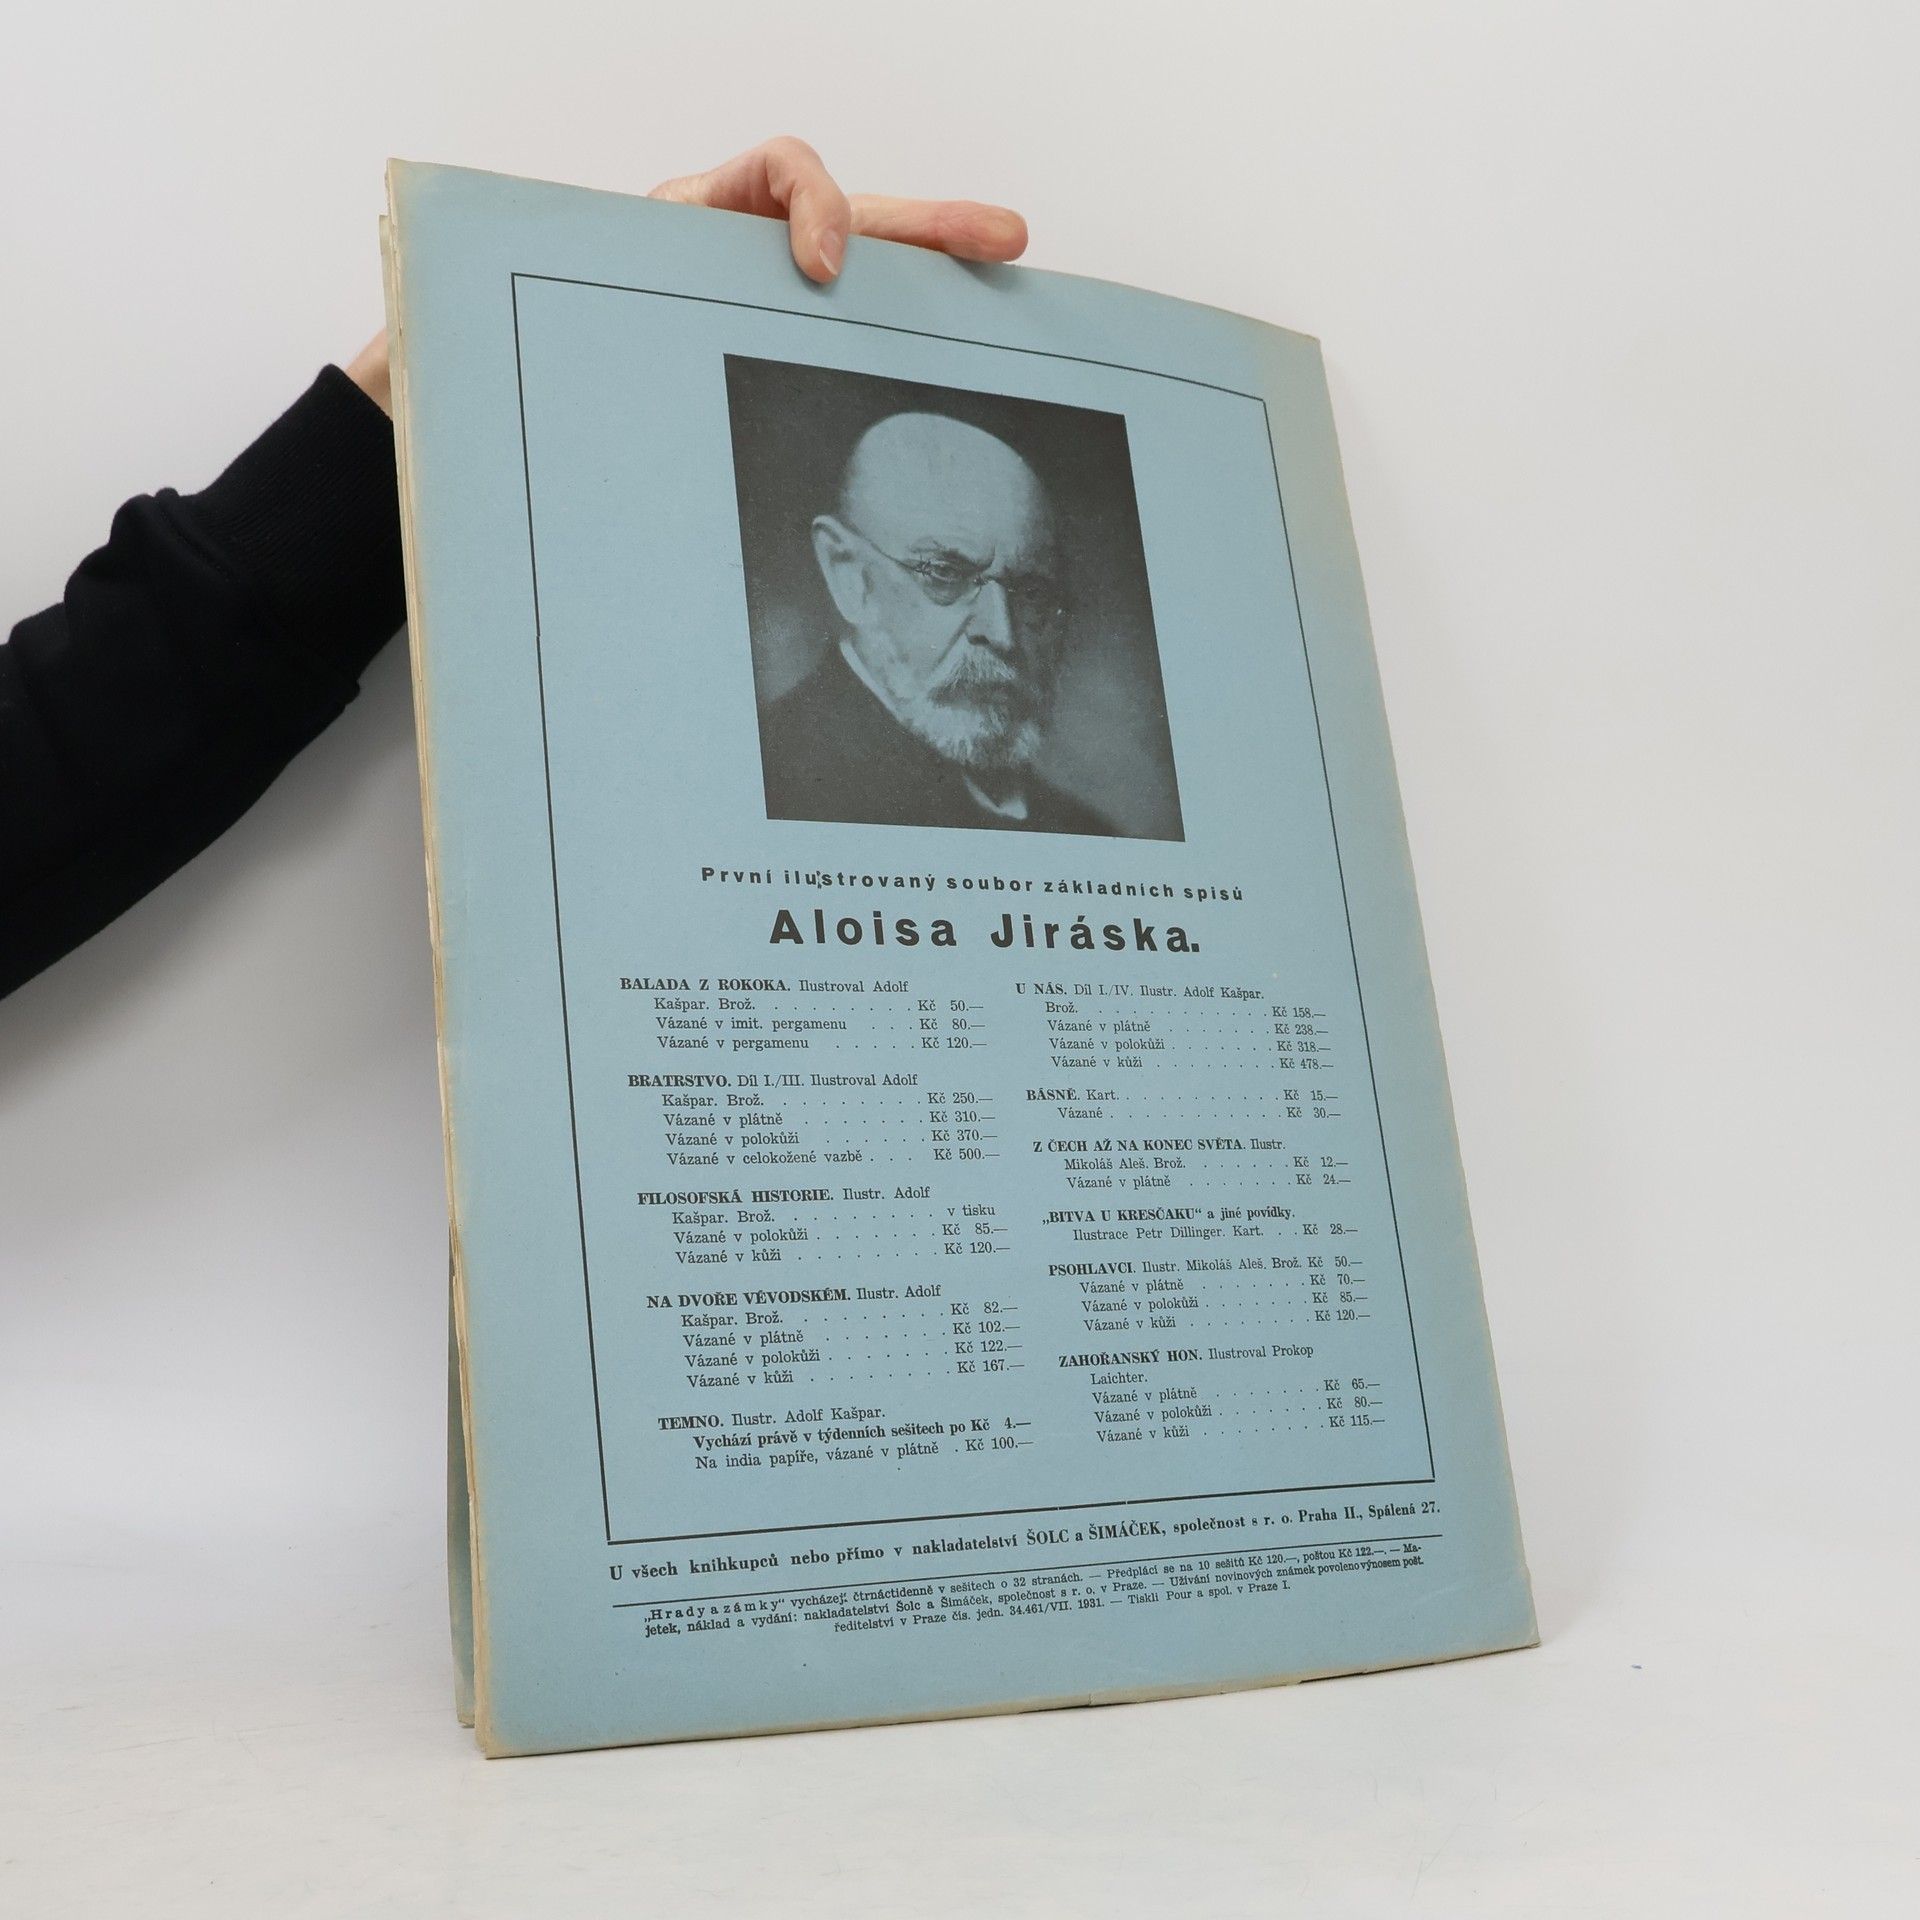 První ilustrovaný soubor základních spisů
Aloisa Jiráska.
BALADA Z ROKOKA. Ilustroval Adolf
Kašpar. Brož. . . . . . . . . Kč 50.—
Vázané v imit. pergamenu . . . Kč 80.—
Vázané v pergamenu . . . . . Kč 120.—
BRATRSTVO. Díl I./III. Ilustroval Adolf
Kašpar. Brož. . . . . . . . . Kč 250.—
Vázané v plátně . . . . . . . Kč 310.—
Vázané v polokůži . . . . . . Kč 370.—
Vázané v celokožené vazbě . . . Kč 500.—
FILOSOFSKÁ HISTORIE. Ilustr. Adolf
Kašpar. Brož. . . . . . . . . v tisku
Vázané v polokůži . . . . . . . Kč 85.—
Vázané v kůži . . . . . . . . Kč 120.—
NA DVOŘE VÉVODSKÉM. Ilustr. Adolf
Kašpar. Brož. . . . . . . . . Kč 82.—
Vázané v plátně . . . . . . . Kč 102.—
Vázané v polokůži . . . . . . . Kč 122.—
Vázané v kůži . . . . . . . . Kč 167.—
TEMNO. Ilustr. Adolf Kašpar.
Vychází právě v týdenních sešitech po Kč 4.—
Na india papíře, vázané v plátně . Kč 100.—
U NÁS. Díl I./IV. Ilustr. Adolf Kašpar.
Brož. . . . . . . . . . . . Kč 158.—
Vázané v plátně . . . . . . . Kč 238.—
Vázané v polokůži . . . . . . . Kč 318.—
Vázané v kůži . . . . . . . . Kč 478.—
BÁSNĚ. Kart. . . . . . . . . . . Kč 15.—
Vázané . . . . . . . . . . . Kč 30.—
Z ČECH AŽ NA KONEC SVĚTA. Ilustr.
Mikoláš Aleš. Brož. . . . . . . Kč 12.—
Vázané v plátně . . . . . . . Kč 24.—
„BITVA U KRESČAKU“ a jiné povídky.
Ilustrace Petr Dillinger. Kart. . . Kč 28.—
PSOHLAVCI. Ilustr. Mikoláš Aleš. Brož. Kč 50.—
Vázané v plátně . . . . . . . Kč 70.—
Vázané v polokůži . . . . . . . Kč 85.—
Vázané v kůži . . . . . . . . Kč 120.—
ZAHOŘANSKÝ HON. Ilustroval Prokop
Laichter.
Vázané v plátně . . . . . . . Kč 65.—
Vázané v polokůži . . . . . . . Kč 80.—
Vázané v kůži . . . . . . . . Kč 115.—
U všech knihkupců nebo přímo v nakladatelství ŠOLC a ŠIMÁČEK, společnost s r. o. Praha II., Spálená 27.
„Hrady a zámky“ vycházejí čtrnáctidenně v sešitech o 32 stranách. — Předplácí se na 10 sešitů Kč 120.—, poštou Kč 122.—. — Ma-
jetek, náklad a vydání: nakladatelství Šolc a Šimáček, společnost s r. o. v Praze. — Užívání novinových známek povoleno výnosem pošt.
ředitelství v Praze čís. jedn. 34.461/VII. 1931. — Tiskli Pour a spol. v Praze I.